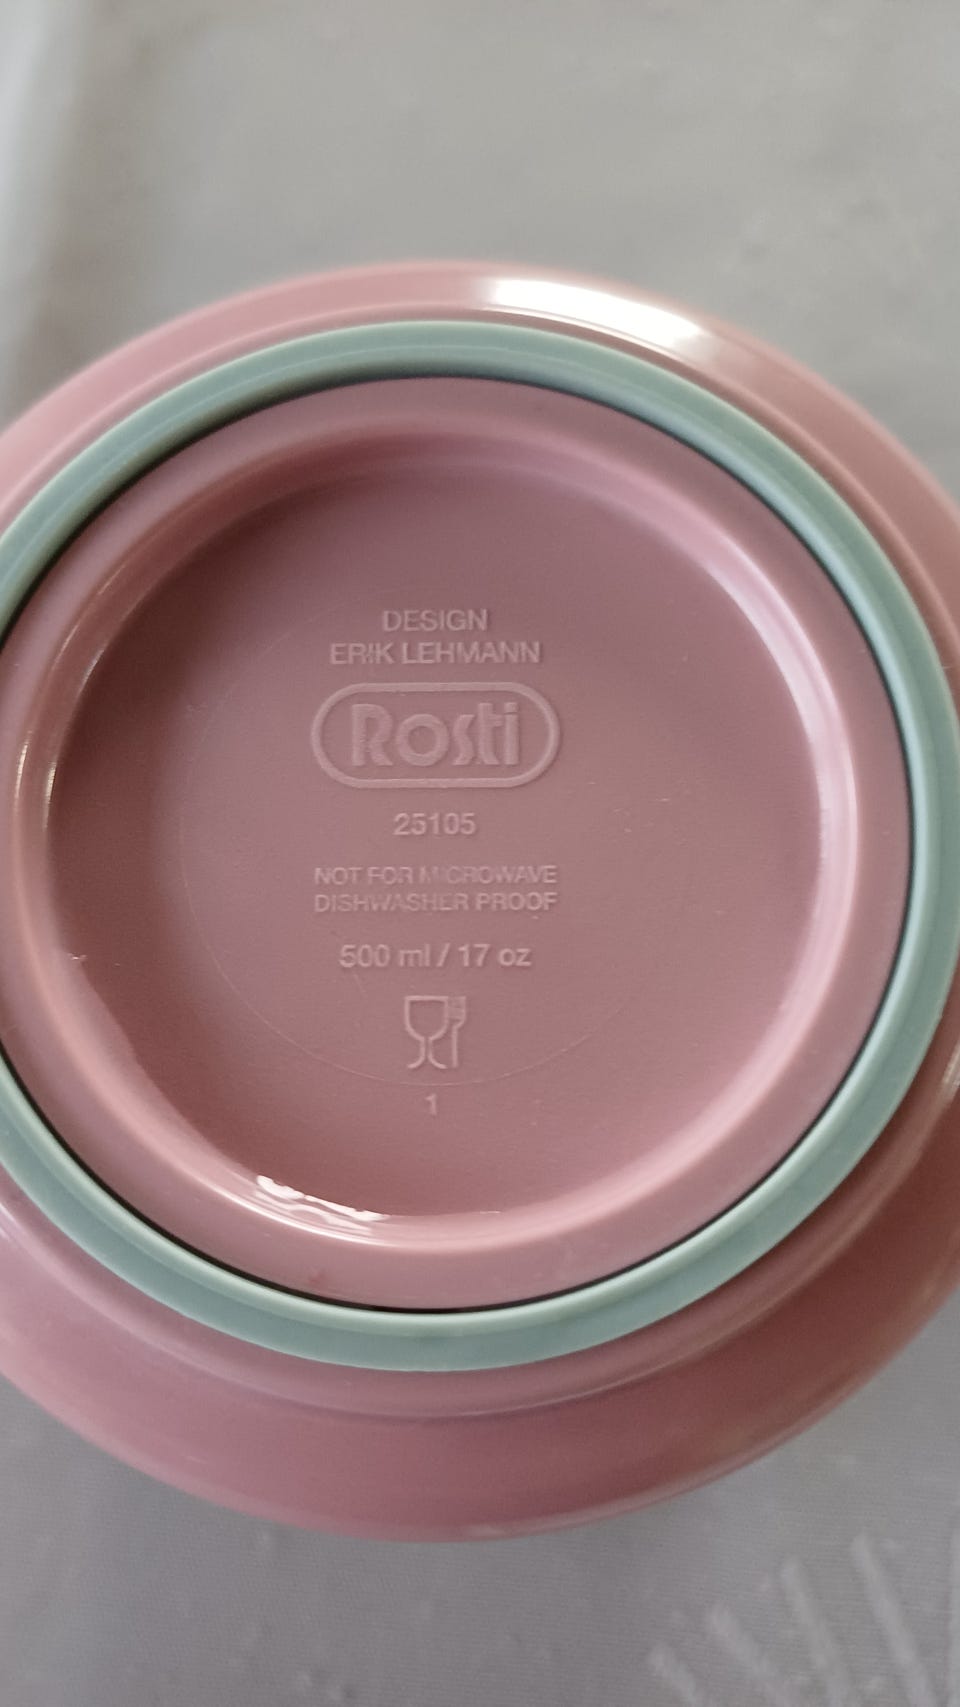 DESIGN
ERIK LEHMANN
Rosti
25105
NOT FOR MICROWAVE
DISHWASHER PROOF
500 ml / 17 oz
1